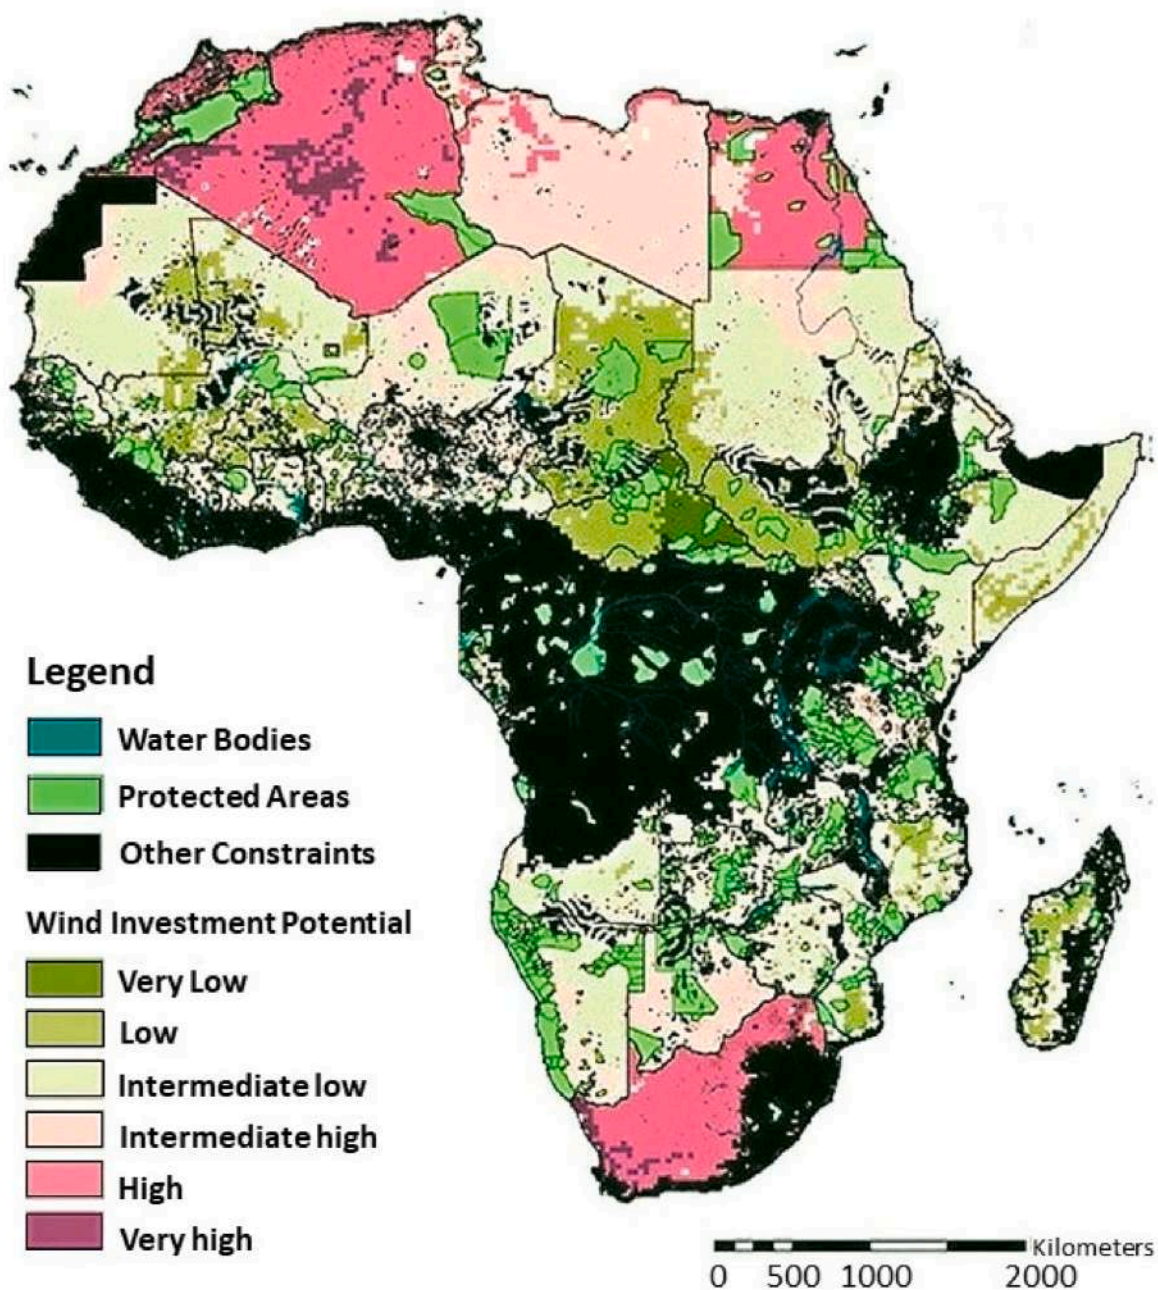 Legend
Water Bodies
Protected Areas
Other Constraints
Wind Investment Potential
Very Low
Low
Intermediate low
Intermediate high
High
Very high
Kilometers
0 500 1000 2000